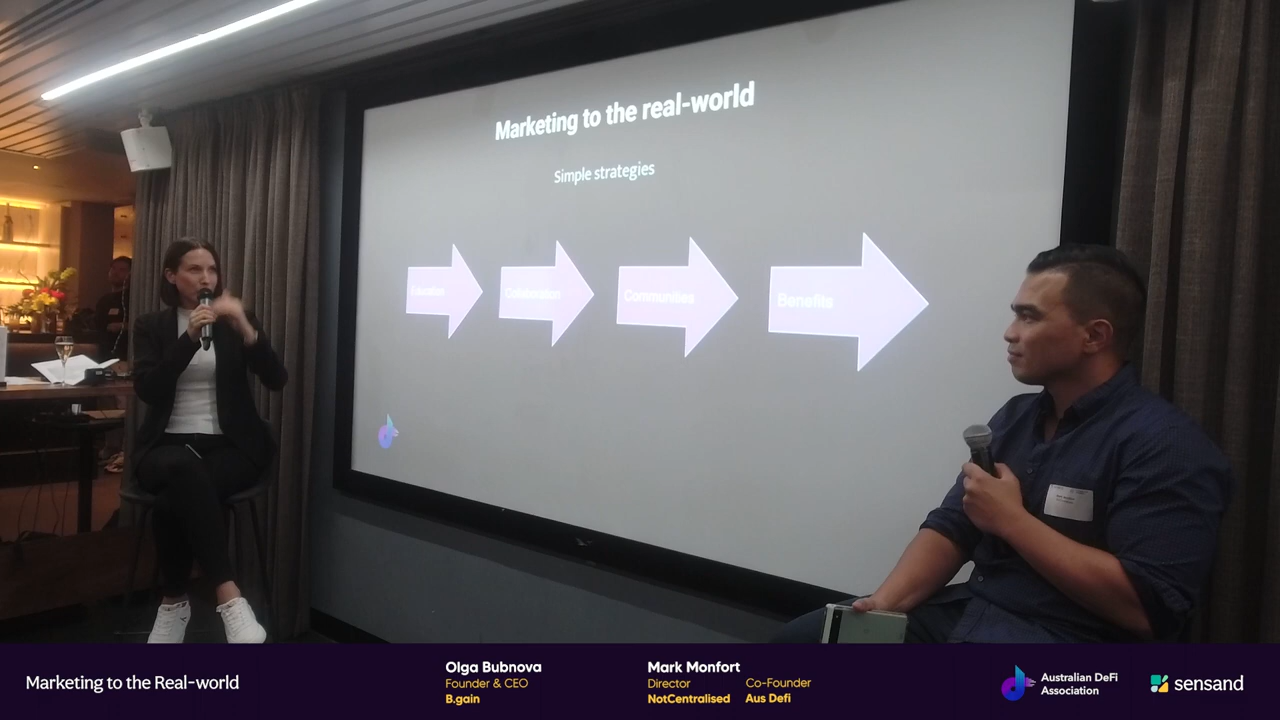 Marketing to the real-world
Simple strategies
Education
Collaboration
Communities
Benefits
Marketing to the Real-world
Olga Bubnova
Founder & CEO
B.gain
Mark Monfort
Director
NotCentralised
Co-Founder
Aus Defi
Australian DeFi
Association
sensand